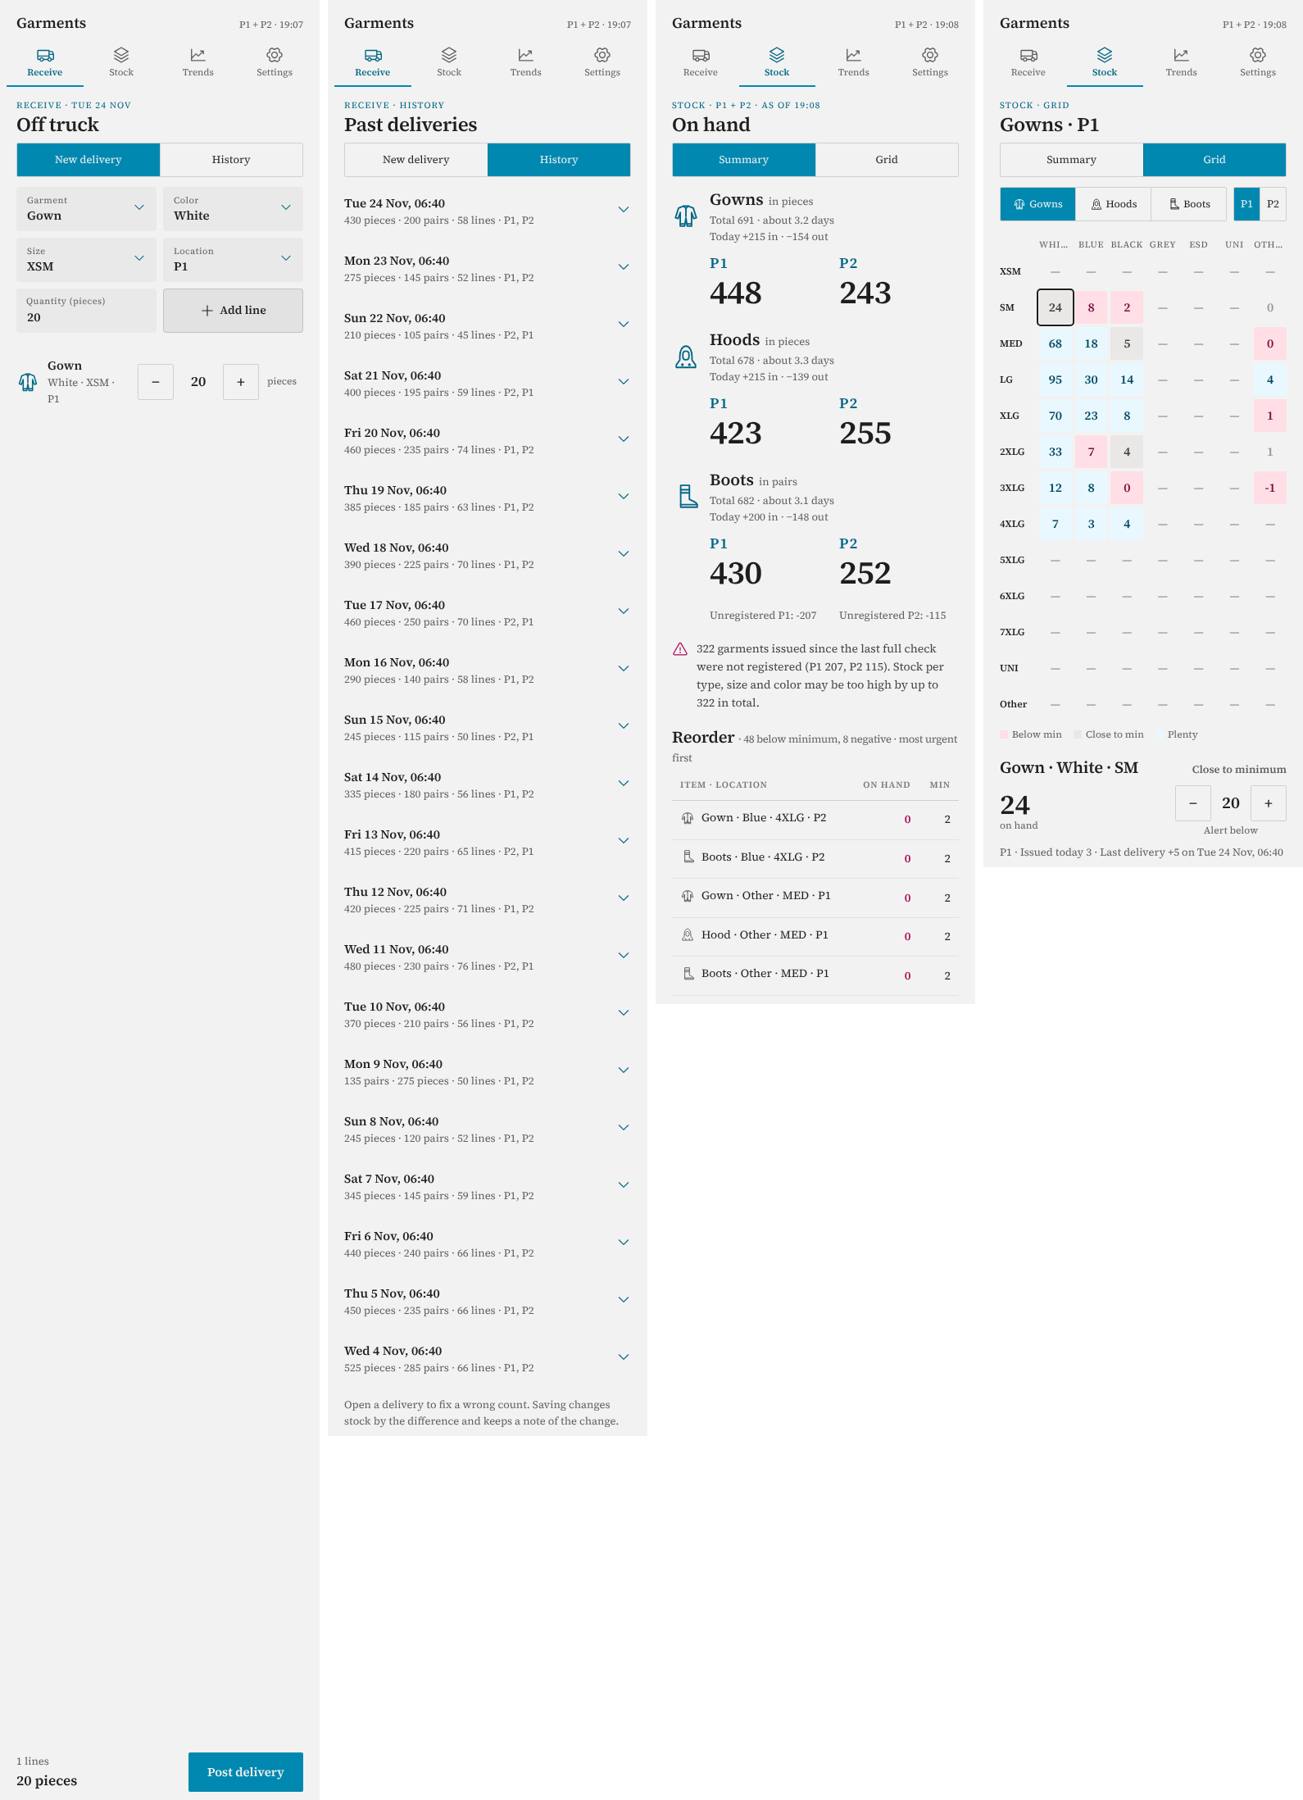 Garments
P1 + P2 · 19:07
Receive
Stock
Trends
Settings
RECEIVE · TUE 24 NOV
Off truck
New delivery
History
Garment
Gown
Color
White
Size
XSM
Location
P1
Quantity (pieces)
20
+ Add line
Gown
White · XSM ·
P1
− 20 + pieces
1 lines
20 pieces
Post delivery
Garments
P1 + P2 · 19:07
Receive
Stock
Trends
Settings
RECEIVE · HISTORY
Past deliveries
New delivery
History
Tue 24 Nov, 06:40
430 pieces · 200 pairs · 58 lines · P1, P2
Mon 23 Nov, 06:40
275 pieces · 145 pairs · 52 lines · P1, P2
Sun 22 Nov, 06:40
210 pieces · 105 pairs · 45 lines · P2, P1
Sat 21 Nov, 06:40
400 pieces · 195 pairs · 59 lines · P2, P1
Fri 20 Nov, 06:40
460 pieces · 235 pairs · 74 lines · P1, P2
Thu 19 Nov, 06:40
385 pieces · 185 pairs · 63 lines · P1, P2
Wed 18 Nov, 06:40
390 pieces · 225 pairs · 70 lines · P1, P2
Tue 17 Nov, 06:40
460 pieces · 250 pairs · 70 lines · P2, P1
Mon 16 Nov, 06:40
290 pieces · 140 pairs · 58 lines · P1, P2
Sun 15 Nov, 06:40
245 pieces · 115 pairs · 50 lines · P2, P1
Sat 14 Nov, 06:40
335 pieces · 180 pairs · 56 lines · P1, P2
Fri 13 Nov, 06:40
415 pieces · 220 pairs · 65 lines · P2, P1
Thu 12 Nov, 06:40
420 pieces · 225 pairs · 71 lines · P1, P2
Wed 11 Nov, 06:40
480 pieces · 230 pairs · 76 lines · P2, P1
Tue 10 Nov, 06:40
370 pieces · 210 pairs · 56 lines · P1, P2
Mon 9 Nov, 06:40
135 pairs · 275 pieces · 50 lines · P1, P2
Sun 8 Nov, 06:40
245 pieces · 120 pairs · 52 lines · P1, P2
Sat 7 Nov, 06:40
345 pieces · 145 pairs · 59 lines · P1, P2
Fri 6 Nov, 06:40
440 pieces · 240 pairs · 66 lines · P1, P2
Thu 5 Nov, 06:40
450 pieces · 235 pairs · 66 lines · P1, P2
Wed 4 Nov, 06:40
525 pieces · 285 pairs · 66 lines · P1, P2
Open a delivery to fix a wrong count. Saving changes
stock by the difference and keeps a note of the change.
Garments
P1 + P2 · 19:08
Receive
Stock
Trends
Settings
STOCK · P1 + P2 · AS OF 19:08
On hand
Summary
Grid
Gowns in pieces
Total 691 · about 3.2 days
Today +215 in · −154 out
P1 P2
448 243
Hoods in pieces
Total 678 · about 3.3 days
Today +215 in · −139 out
P1 P2
423 255
Boots in pairs
Total 682 · about 3.1 days
Today +200 in · −148 out
P1 P2
430 252
Unregistered P1: -207 Unregistered P2: -115
322 garments issued since the last full check
were not registered (P1 207, P2 115). Stock per
type, size and color may be too high by up to
322 in total.
Reorder · 48 below minimum, 8 negative · most urgent
first
ITEM · LOCATION ON HAND MIN
Gown · Blue · 4XLG · P2 0 2
Boots · Blue · 4XLG · P2 0 2
Gown · Other · MED · P1 0 2
Hood · Other · MED · P1 0 2
Boots · Other · MED · P1 0 2
Garments
P1 + P2 · 19:08
Receive
Stock
Trends
Settings
STOCK · GRID
Gowns · P1
Summary
Grid
Gowns
Hoods
Boots
P1
P2
WHI... BLUE BLACK GREY ESD UNI OTH...
XSM — — — — — — —
SM 24 8 2 — — — 0
MED 68 18 5 — — — 0
LG 95 30 14 — — — 4
XLG 70 23 8 — — — 1
2XLG 33 7 4 — — — 1
3XLG 12 8 0 — — — -1
4XLG 7 3 4 — — — —
5XLG — — — — — — —
6XLG — — — — — — —
7XLG — — — — — — —
UNI — — — — — — —
Other — — — — — — —
Below min Close to min Plenty
Gown · White · SM
Close to minimum
24
on hand
− 20 +
Alert below
P1 · Issued today 3 · Last delivery +5 on Tue 24 Nov, 06:40